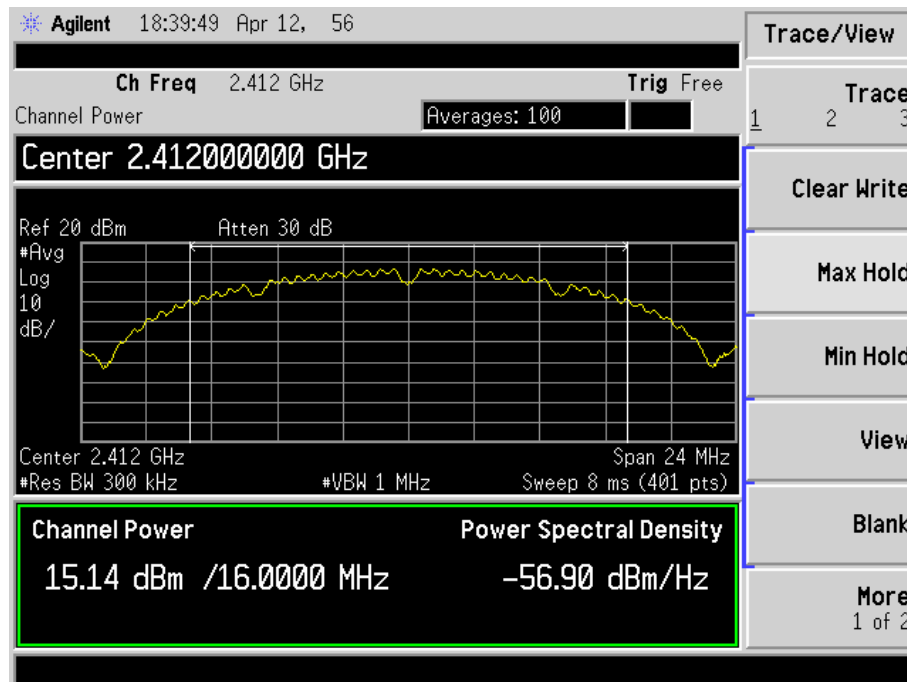 Agilent 18:39:49 Apr 12, 56
Trace/View
Ch Freq 2.412 GHz Trig Free
Channel Power Averages: 100
Trace
1 2 3
Center 2.412000000 GHz
Clear Write
Ref 20 dBm Atten 30 dB
#Avg
Log
10
dB/
Max Hold
Min Hold
View
Center 2.412 GHz Span 24 MHz
#Res BW 300 kHz #VBW 1 MHz Sweep 8 ms (401 pts)
Channel Power Power Spectral Density
15.14 dBm /16.0000 MHz -56.90 dBm/Hz
Blank
More
1 of 2